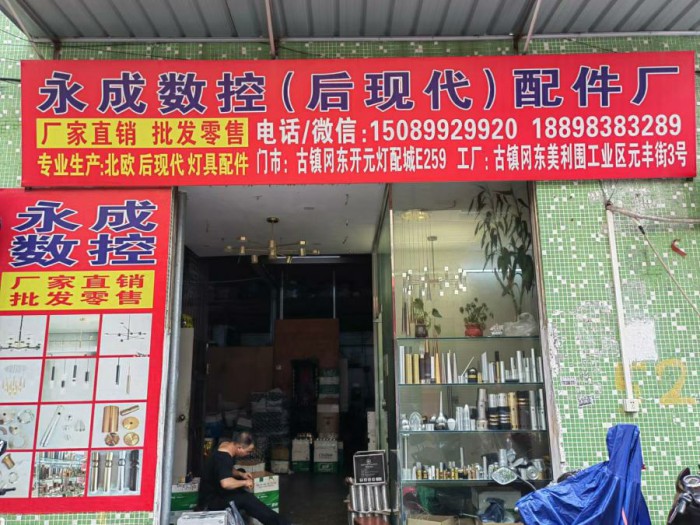 永成数控(后现代)配件厂
厂家直销 批发零售 电话/微信:15089929920 18898383289
专业生产:北欧 后现代 灯具配件 门市:古镇冈东开元灯配城E259 工厂:古镇冈东美利围工业区元丰街3号
永成
数控
厂家直销
批发零售